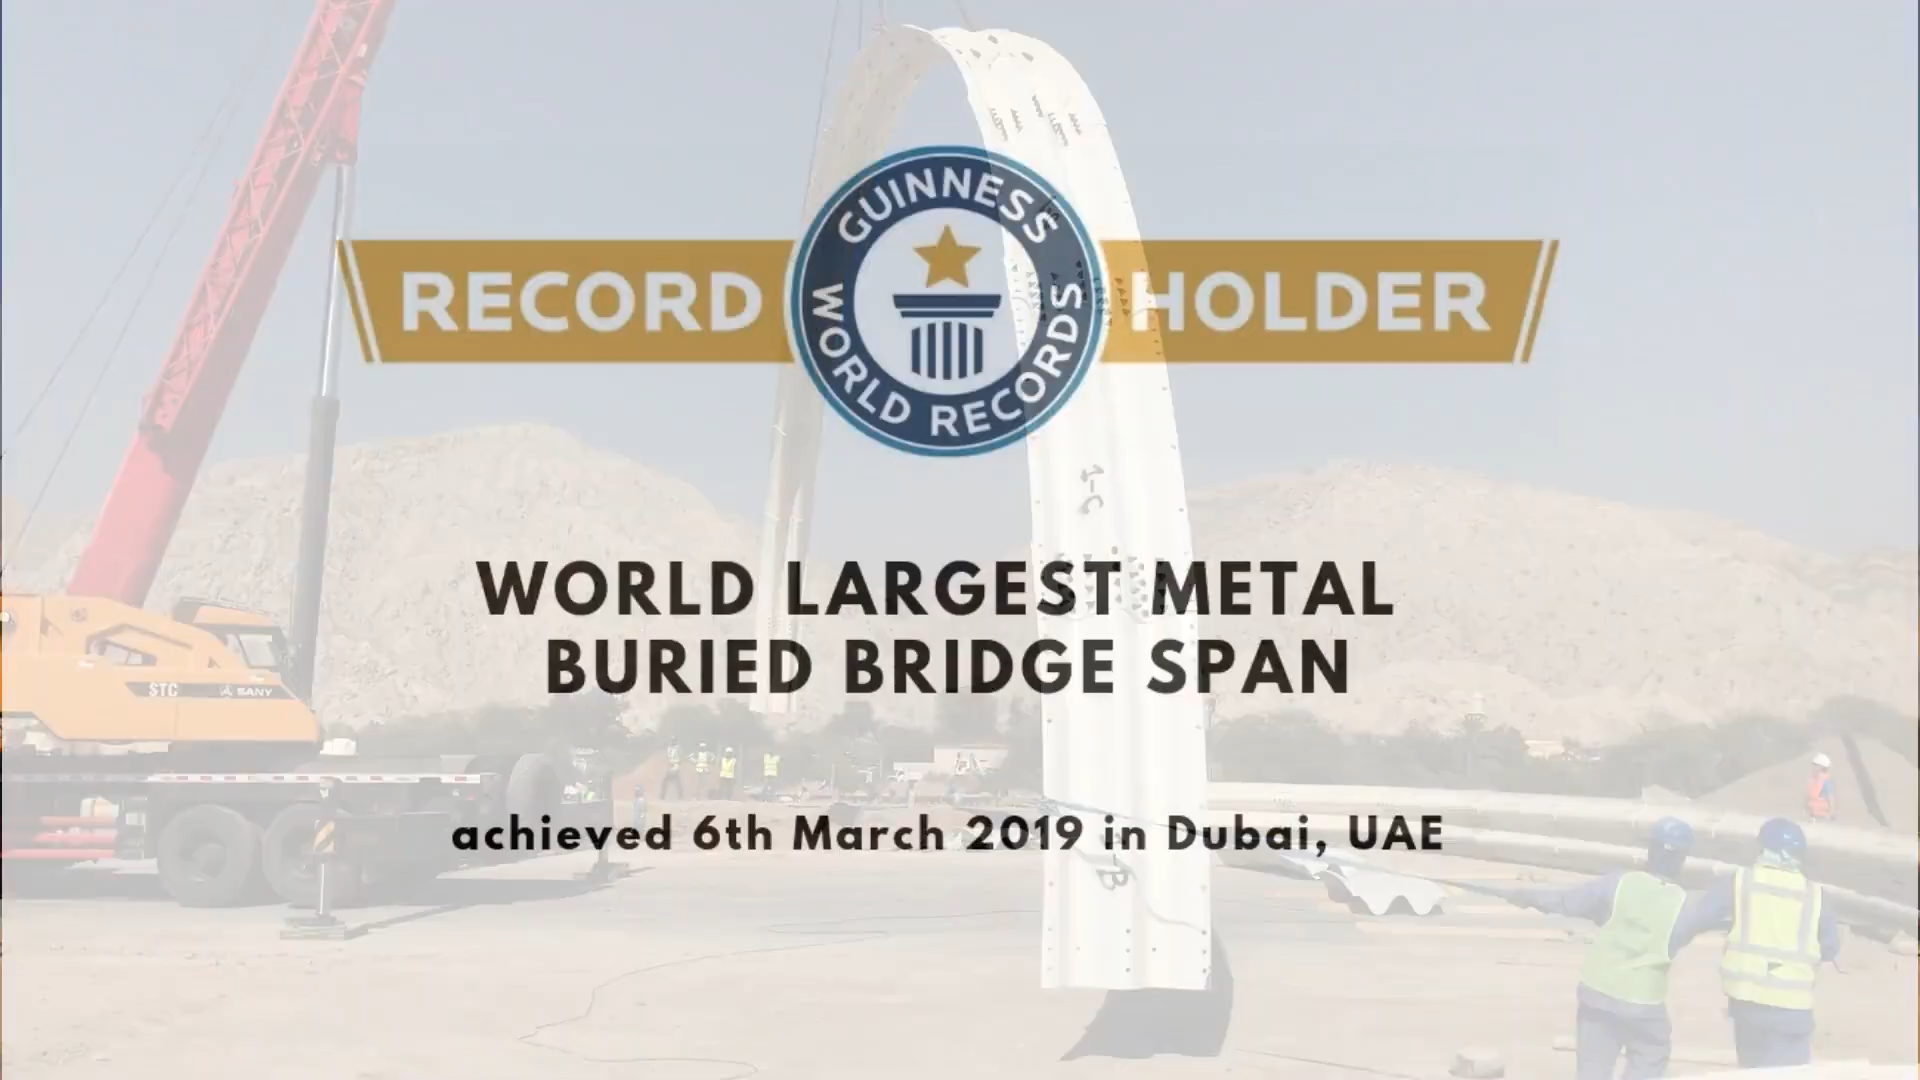 GUINNESS
RECORD HOLDER
WORLD RECORDS
1-C
WORLD LARGEST METAL
BURIED BRIDGE SPAN
STC SANY
achieved 6th March 2019 in Dubai, UAE
B